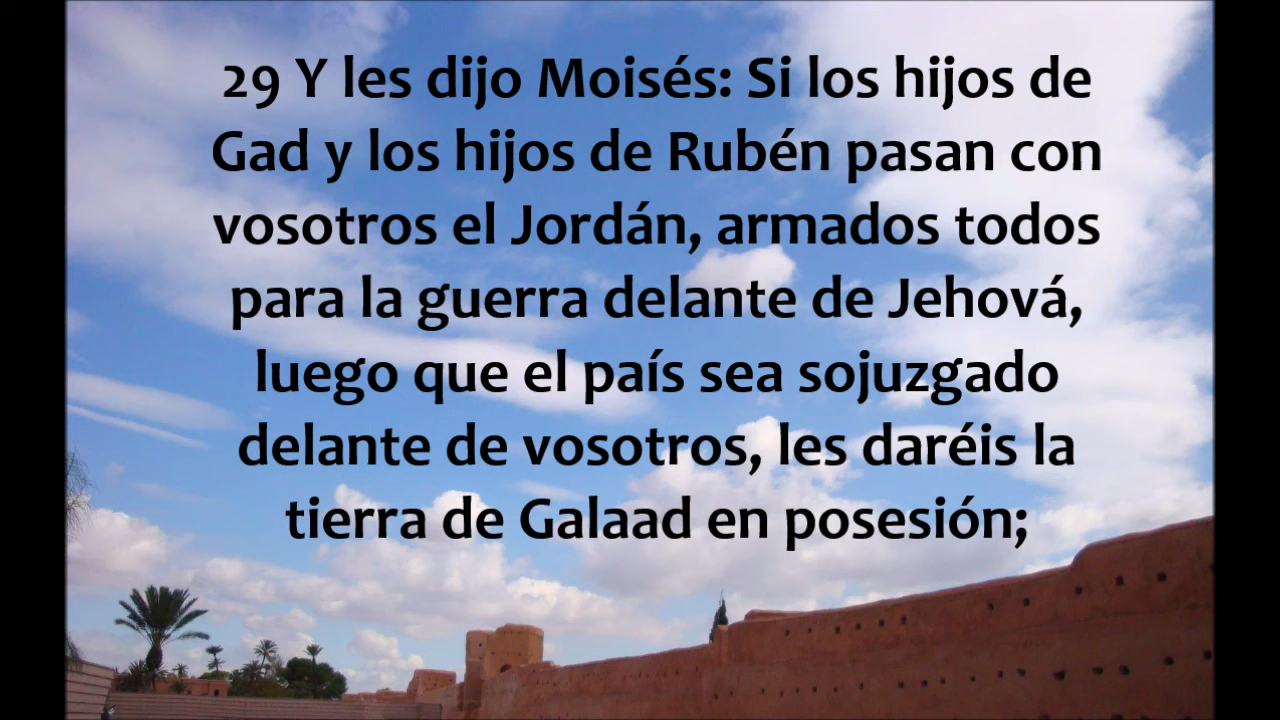 29 Y les dijo Moisés: Si los hijos de
Gad y los hijos de Rubén pasan con
vosotros el Jordán, armados todos
para la guerra delante de Jehová,
luego que el país sea sojuzgado
delante de vosotros, les daréis la
tierra de Galaad en posesión;